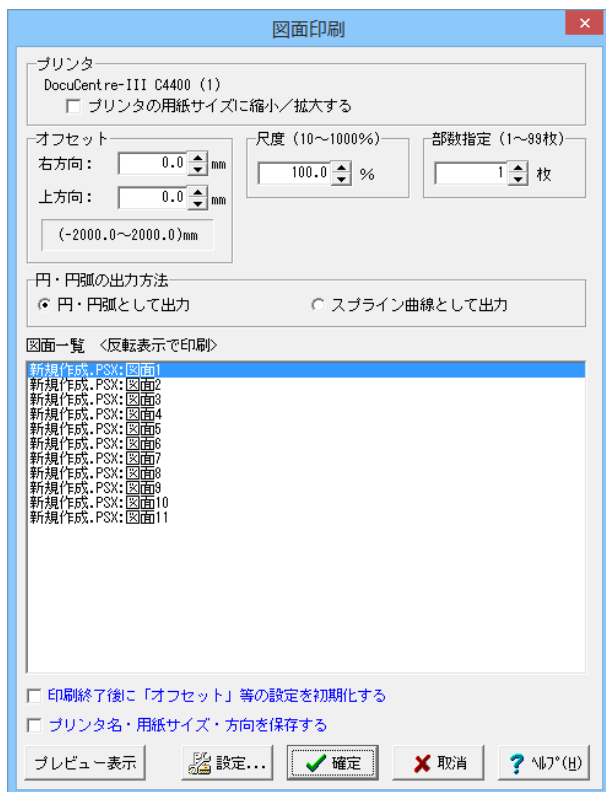 図面印刷
プリンタ
DocuCentre-III C4400 (1)
プリンタの用紙サイズに縮小／拡大する
オフセット
右方向： 0.0 mm
上方向： 0.0 mm
(-2000.0～2000.0)mm
尺度 (10～1000%)
100.0 %
部数指定 (1～99枚)
1 枚
円・円弧の出力方法
円・円弧として出力
スプライン曲線として出力
図面一覧 <反転表示で印刷>
新規作成.PSX:図面1
新規作成.PSX:図面2
新規作成.PSX:図面3
新規作成.PSX:図面4
新規作成.PSX:図面5
新規作成.PSX:図面6
新規作成.PSX:図面7
新規作成.PSX:図面8
新規作成.PSX:図面9
新規作成.PSX:図面10
新規作成.PSX:図面11
印刷終了後に「オフセット」等の設定を初期化する
プリンタ名・用紙サイズ・方向を保存する
プレビュー表示 設定... 確定 取消 ﾍﾙﾌﾟ(H)